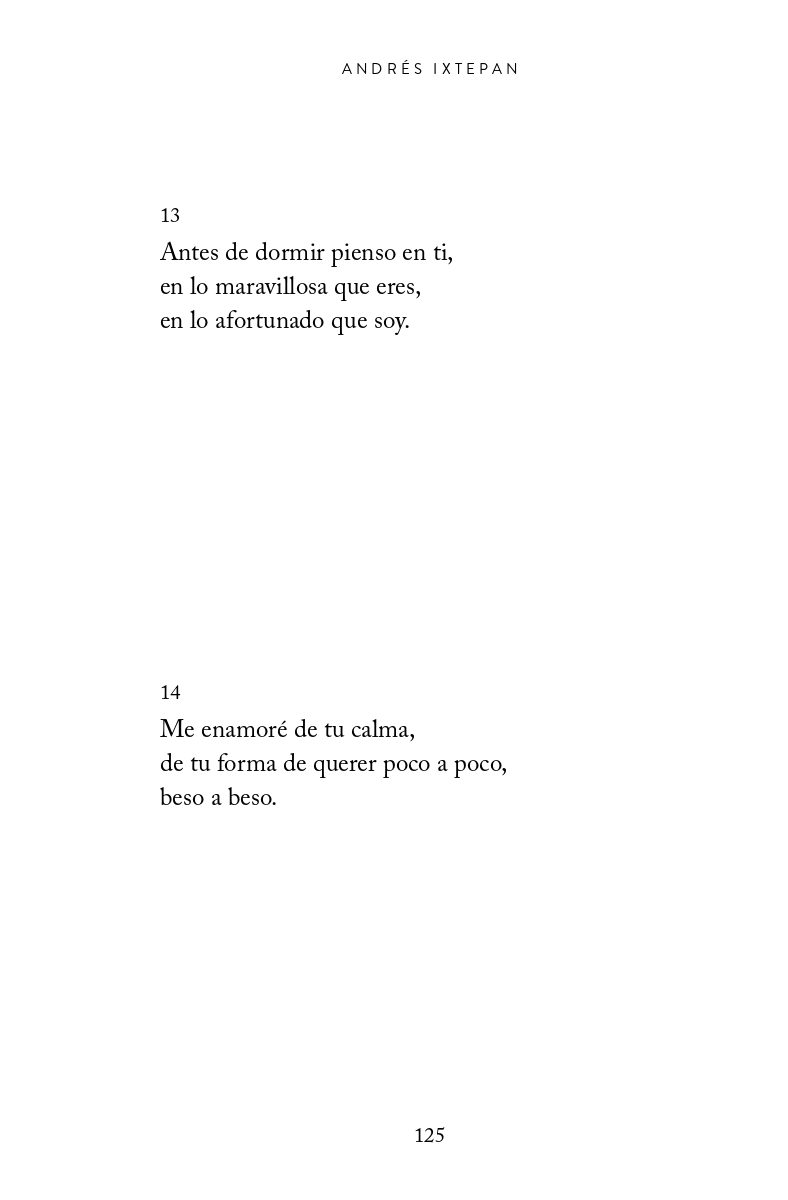 ANDRÉS IXTEPAN
13
Antes de dormir pienso en ti,
en lo maravillosa que eres,
en lo afortunado que soy.
14
Me enamoré de tu calma,
de tu forma de querer poco a poco,
beso a beso.
125